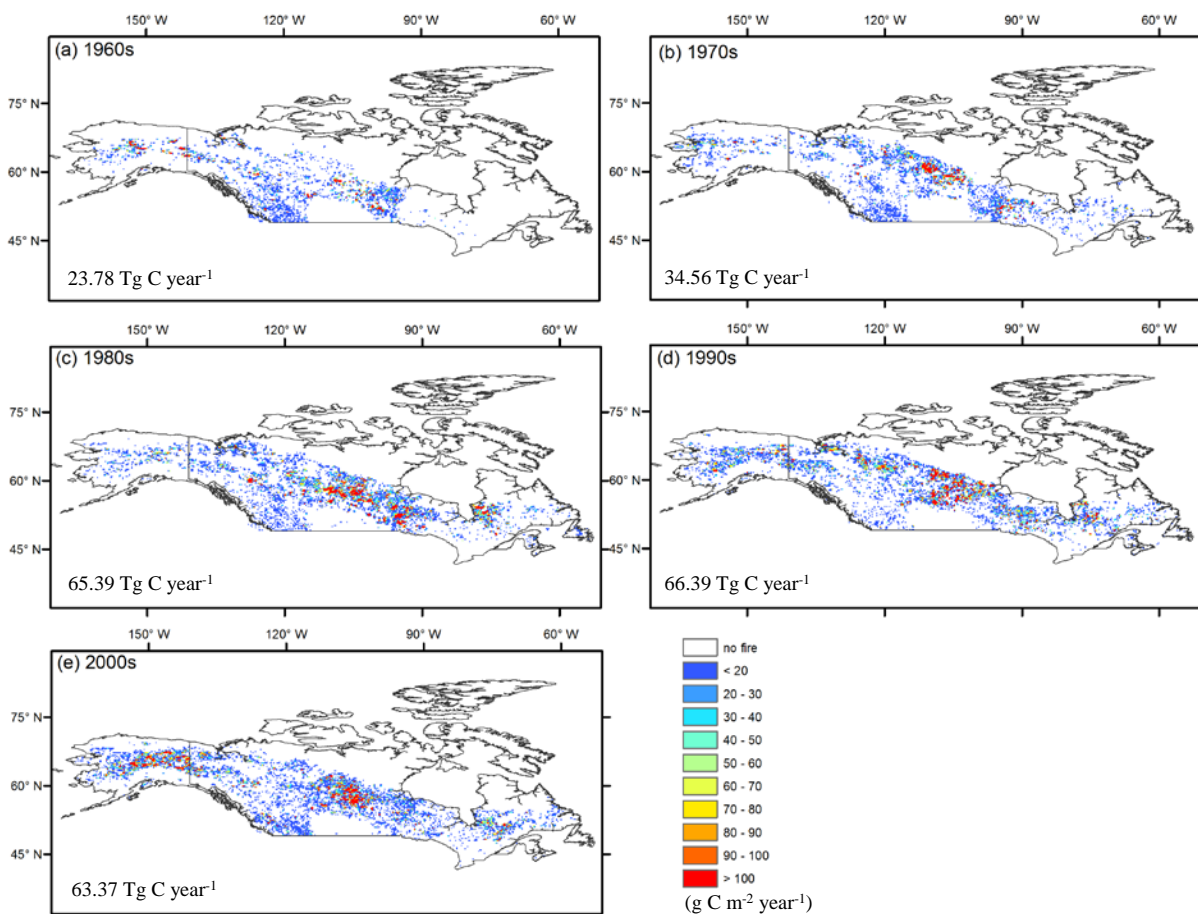 150° W 120° W 90° W 60° W
(a) 1960s
75° N
60° N
45° N
23.78 Tg C year⁻¹
150° W 120° W 90° W 60° W
(b) 1970s
75° N
60° N
45° N
34.56 Tg C year⁻¹
150° W 120° W 90° W 60° W
(c) 1980s
75° N
60° N
45° N
65.39 Tg C year⁻¹
150° W 120° W 90° W 60° W
(d) 1990s
75° N
60° N
45° N
66.39 Tg C year⁻¹
150° W 120° W 90° W 60° W
(e) 2000s
75° N
60° N
45° N
63.37 Tg C year⁻¹
no fire
< 20
20 - 30
30 - 40
40 - 50
50 - 60
60 - 70
70 - 80
80 - 90
90 - 100
> 100
(g C m⁻² year⁻¹)